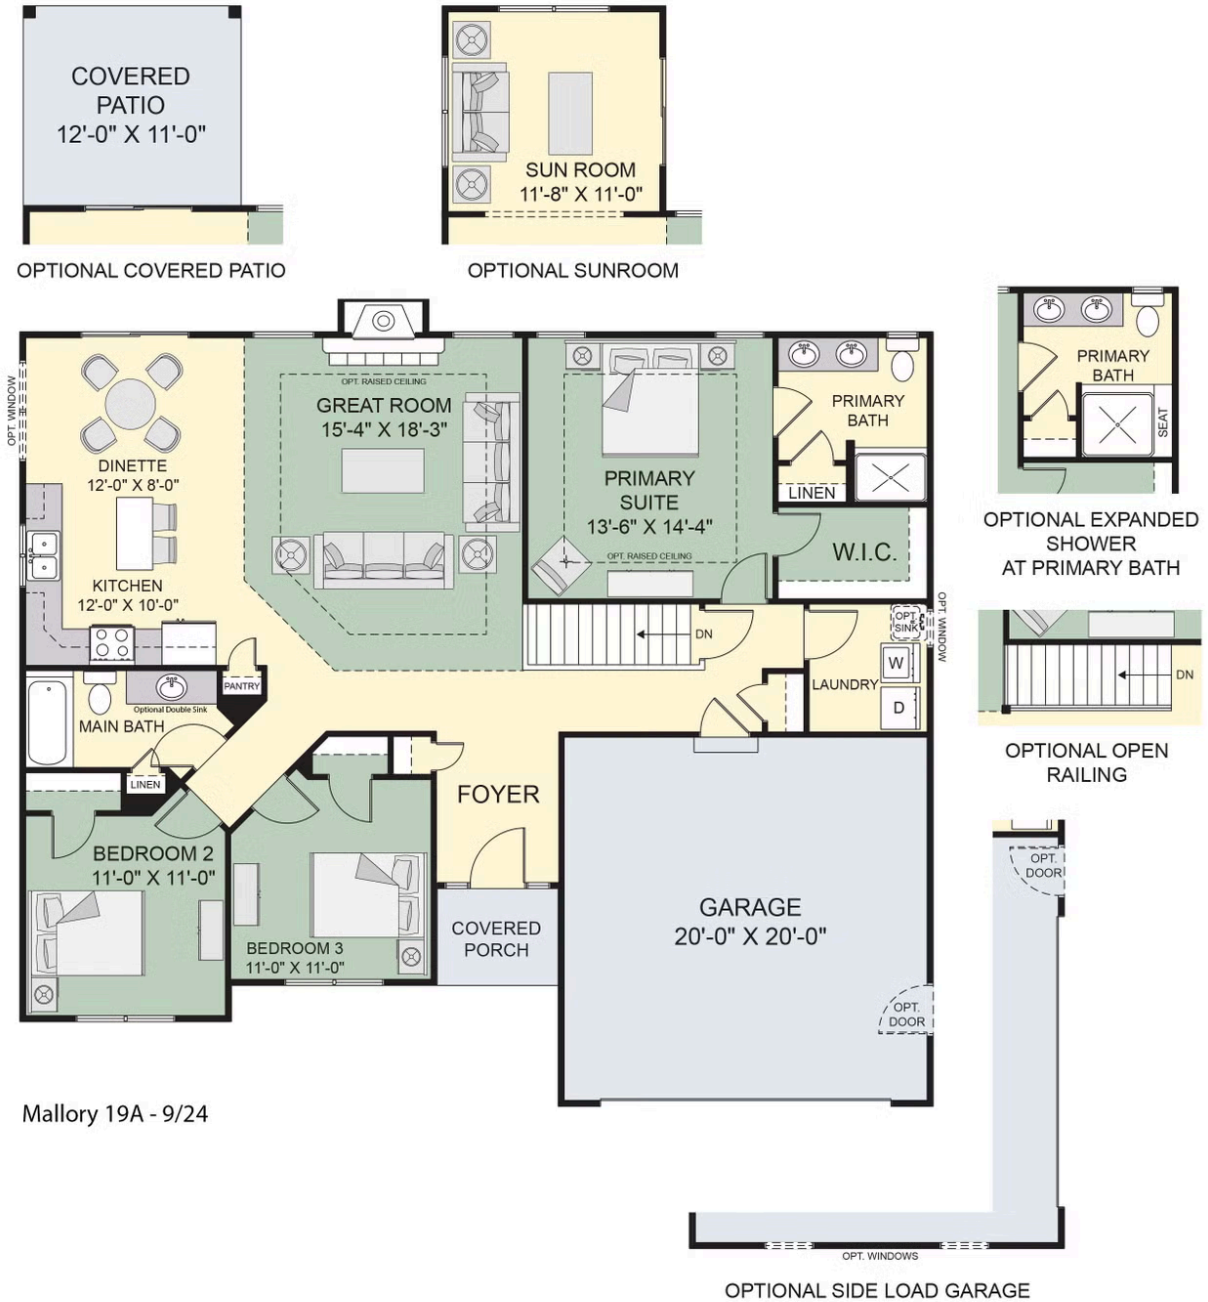 COVERED
PATIO
12'-0" X 11'-0"
OPTIONAL COVERED PATIO
SUN ROOM
11'-8" X 11'-0"
OPTIONAL SUNROOM
OPT. WINDOW
DINETTE
12'-0" X 8'-0"
KITCHEN
12'-0" X 10'-0"
OPT. RAISED CEILING
GREAT ROOM
15'-4" X 18'-3"
PRIMARY
SUITE
13'-6" X 14'-4"
OPT. RAISED CEILING
PRIMARY
BATH
LINEN
W.I.C.
PRIMARY
BATH
SEAT
OPTIONAL EXPANDED
SHOWER
AT PRIMARY BATH
DN
OPT.
SINK
OPT. WINDOW
W
LAUNDRY
D
DN
OPTIONAL OPEN
RAILING
PANTRY
Optional Double Sink
MAIN BATH
LINEN
FOYER
BEDROOM 2
11'-0" X 11'-0"
BEDROOM 3
11'-0" X 11'-0"
COVERED
PORCH
GARAGE
20'-0" X 20'-0"
OPT.
DOOR
OPT.
DOOR
OPT. WINDOWS
OPTIONAL SIDE LOAD GARAGE
Mallory 19A - 9/24